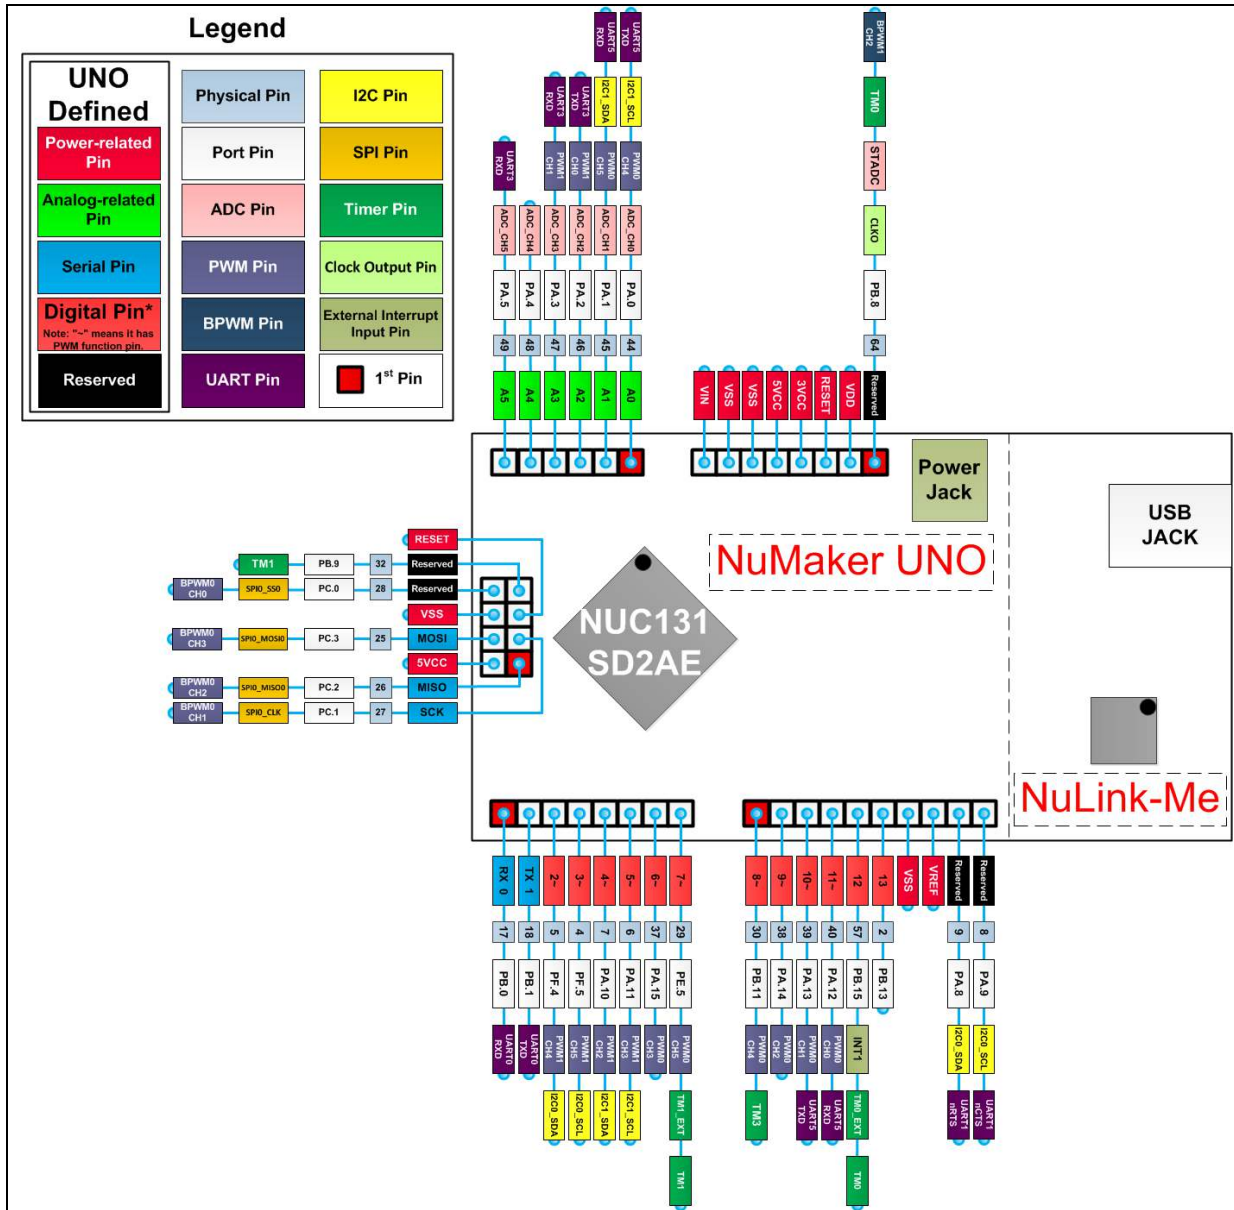 Legend
UNO
Defined
Power-related
Pin
Analog-related
Pin
Serial Pin
Digital Pin*
Note: "~" means it has
PWM function pin.
Reserved
Physical Pin
Port Pin
ADC Pin
PWM Pin
BPWM Pin
UART Pin
I2C Pin
SPI Pin
Timer Pin
Clock Output Pin
External Interrupt
Input Pin
1st Pin
UART3
RXD
ADC_CH5
PA.5
49
A5
ADC_CH4
PA.4
48
A4
UART3
RXD
PWM1
CH1
ADC_CH3
PA.3
47
A3
UART3
TXD
PWM1
CH0
ADC_CH2
PA.2
46
A2
UART5
RXD
I2C1_SDA
PWM0
CH5
ADC_CH1
PA.1
45
A1
UART5
TXD
I2C1_SCL
PWM0
CH4
ADC_CH0
PA.0
44
A0
VIN
VSS
VSS
5VCC
3VCC
RESET
VDD
BPWM1
CH2
TM0
STADC
CLKO
PB.8
64
Reserved
Power
Jack
USB
JACK
NuMaker UNO
NUC131
SD2AE
NuLink-Me
RESET
TM1
PB.9
32
Reserved
BPWM0
CH0
SPI0_SS0
PC.0
28
Reserved
VSS
BPWM0
CH3
SPI0_MOSI0
PC.3
25
MOSI
5VCC
BPWM0
CH2
SPI0_MISO0
PC.2
26
MISO
BPWM0
CH1
SPI0_CLK
PC.1
27
SCK
RX 0
17
PB.0
UART0
RXD
TX 1
18
PB.1
UART0
TXD
2~
5
PF.4
PWM1
CH4
I2C0_SDA
3~
4
PF.5
PWM1
CH5
I2C0_SCL
4~
7
PA.10
PWM1
CH2
I2C1_SDA
5~
6
PA.11
PWM1
CH3
I2C1_SCL
6~
37
PA.15
PWM0
CH3
7~
29
PE.5
PWM0
CH5
TM1_EXT
TM1
8~
30
PB.11
PWM0
CH4
TM3
9~
38
PA.14
PWM0
CH2
10~
39
PA.13
PWM0
CH1
UART5
TXD
11~
40
PA.12
PWM0
CH0
UART5
RXD
12
57
PB.15
INT1
TM0_EXT
TM0
13
2
PB.13
VSS
VREF
Reserved
9
PA.8
I2C0_SDA
UART1
nRTS
Reserved
8
PA.9
I2C0_SCL
UART1
nCTS